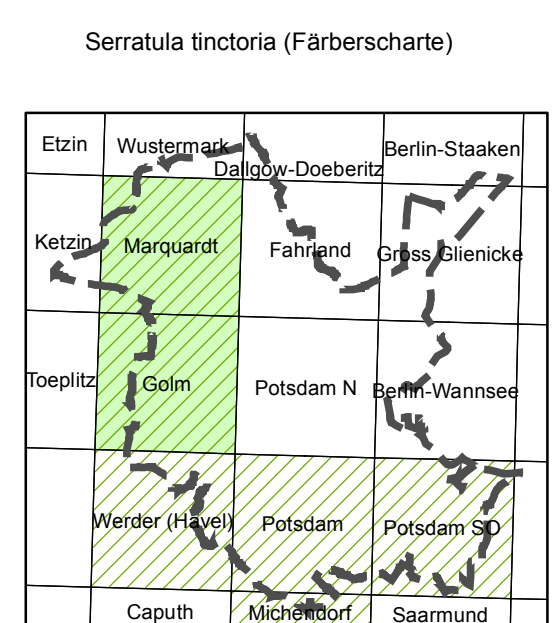 Serratula tinctoria (Färberscharte)
Etzin
Wustermark
Dallgow-Doeberitz
Berlin-Staaken
Ketzin
Marquardt
Fahrland
Gross Glienicke
Toeplitz
Golm
Potsdam N
Berlin-Wannsee
Werder (Havel)
Potsdam
Potsdam SO
Caputh
Michendorf
Saarmund